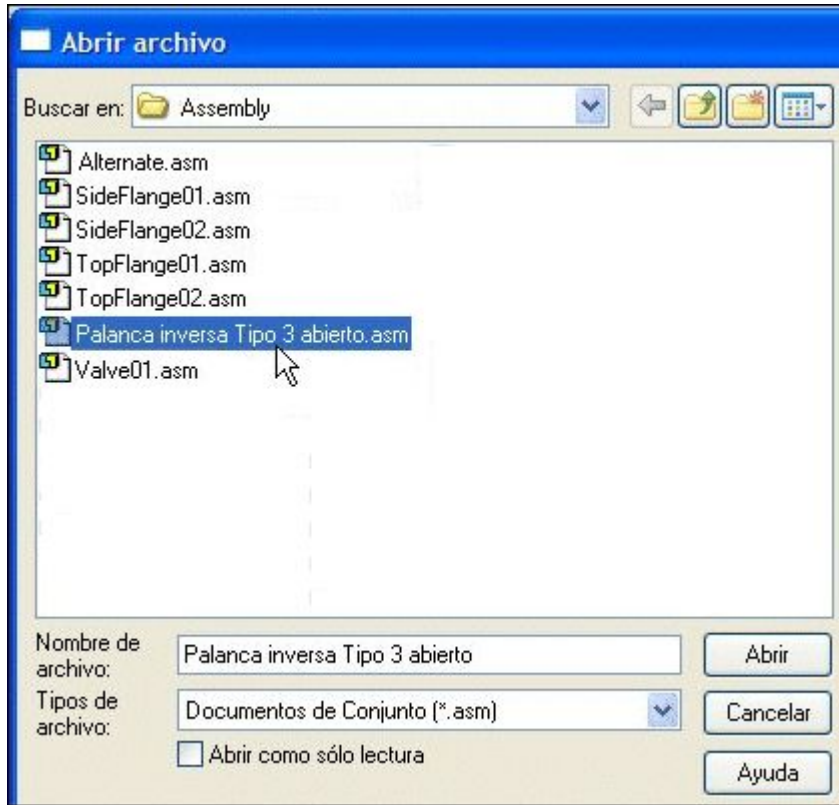 Abrir archivo
Buscar en: Assembly
Alternate.asm
SideFlange01.asm
SideFlange02.asm
TopFlange01.asm
TopFlange02.asm
Palanca inversa Tipo 3 abierto.asm
Valve01.asm
Nombre de
archivo:
Palanca inversa Tipo 3 abierto
Abrir
Tipos de
archivo:
Documentos de Conjunto (*.asm)
Cancelar
Abrir como sólo lectura
Ayuda